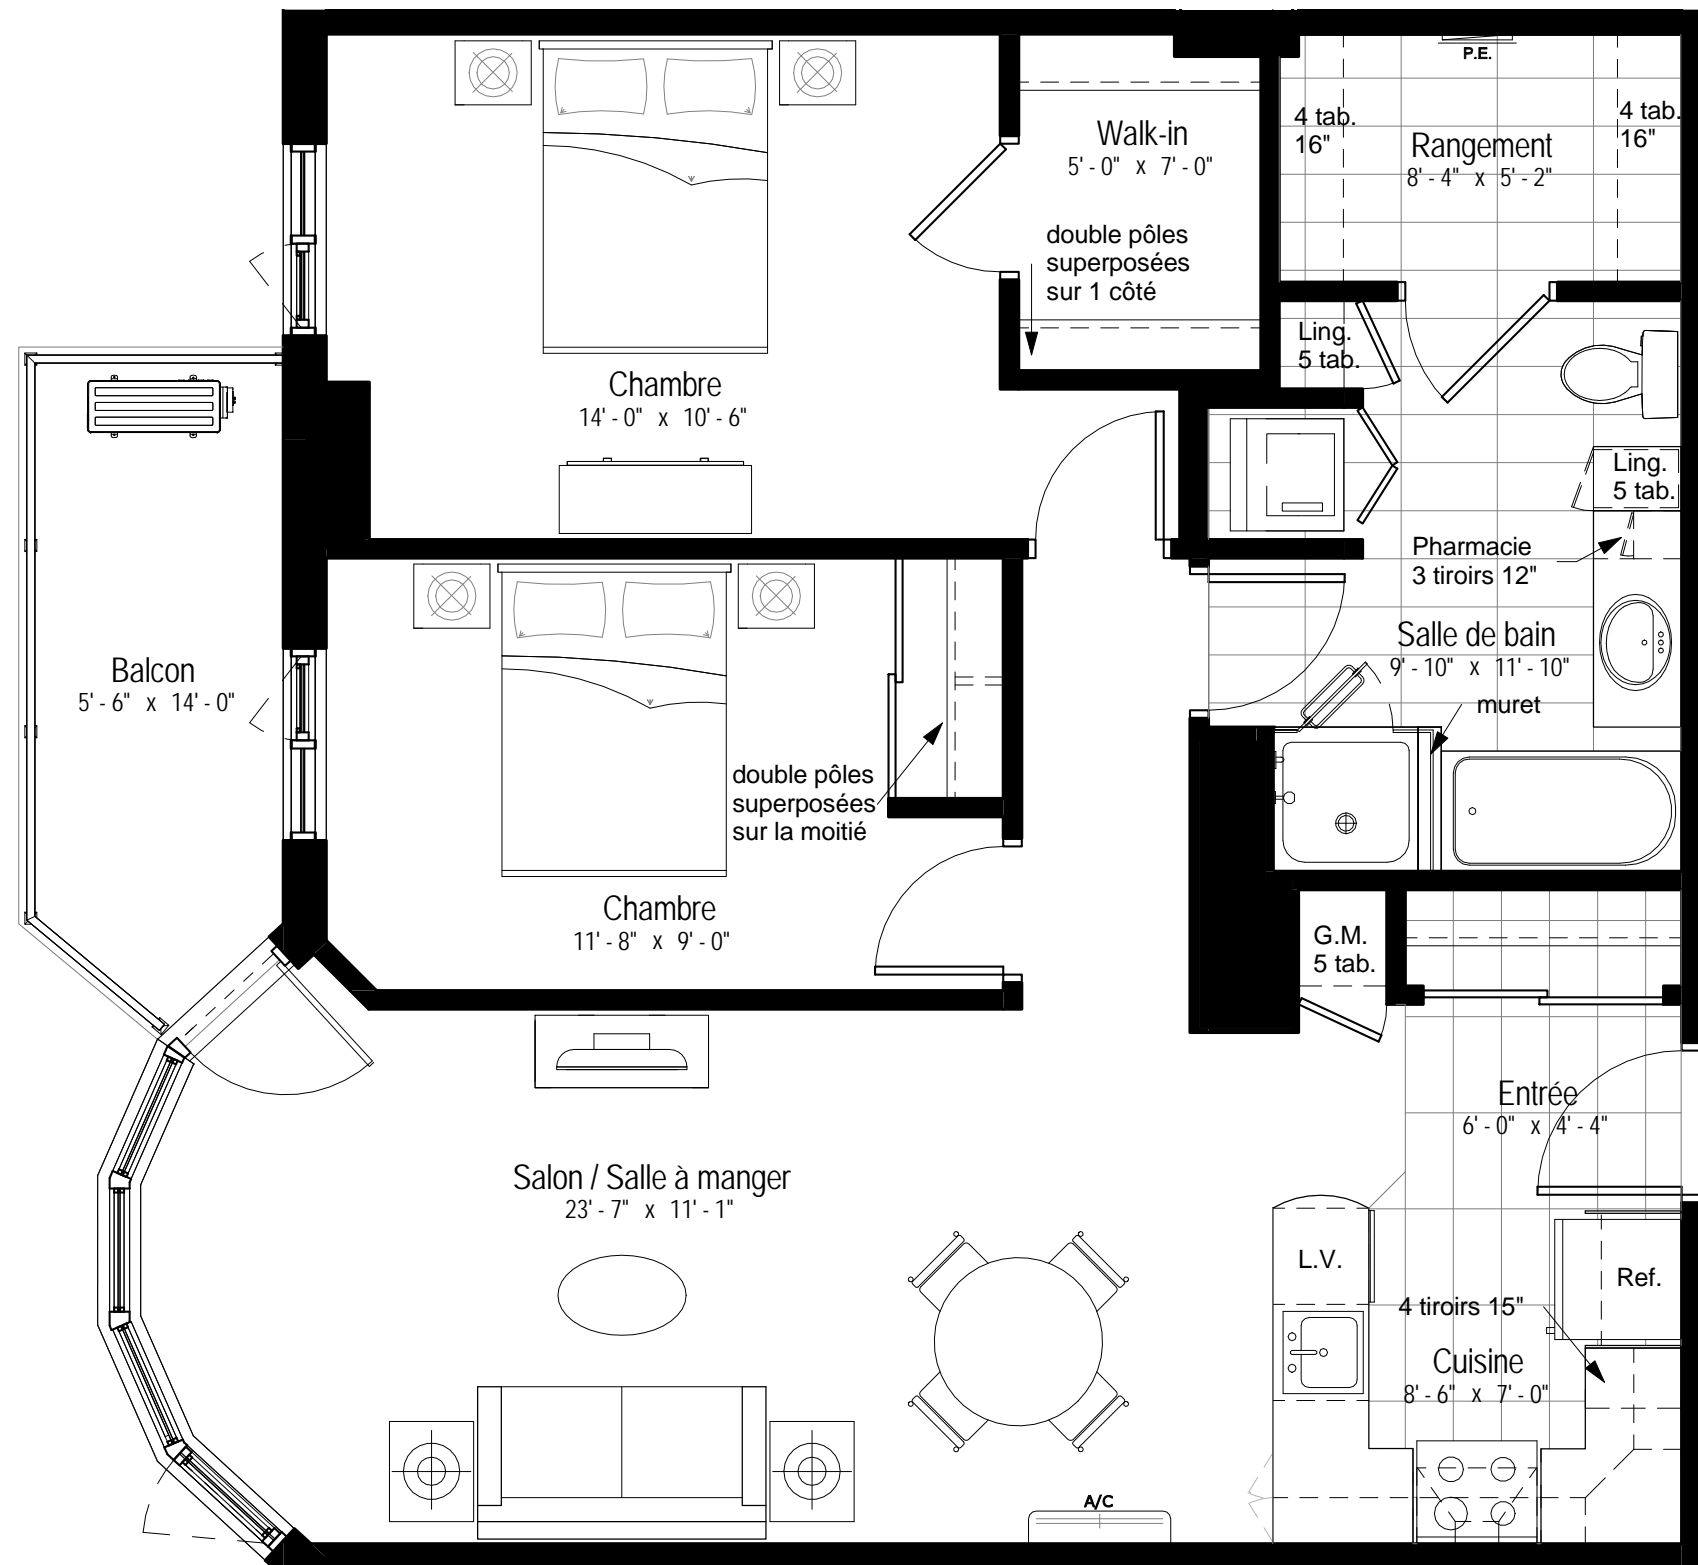 P.E.
4 tab.
16"
4 tab.
16"
Walk-in
5' - 0" x 7' - 0"
Rangement
8' - 4" x 5' - 2"
double pôles
superposées
sur 1 côté
Ling.
5 tab.
Chambre
14' - 0" x 10' - 6"
Ling.
5 tab.
Pharmacie
3 tiroirs 12"
Salle de bain
9' - 10" x 11' - 10"
muret
Balcon
5' - 6" x 14' - 0"
double pôles
superposées
sur la moitié
Chambre
11' - 8" x 9' - 0"
G.M.
5 tab.
Entrée
6' - 0" x 4' - 4"
Salon / Salle à manger
23' - 7" x 11' - 1"
L.V.
Ref.
4 tiroirs 15"
Cuisine
8' - 6" x 7' - 0"
A/C